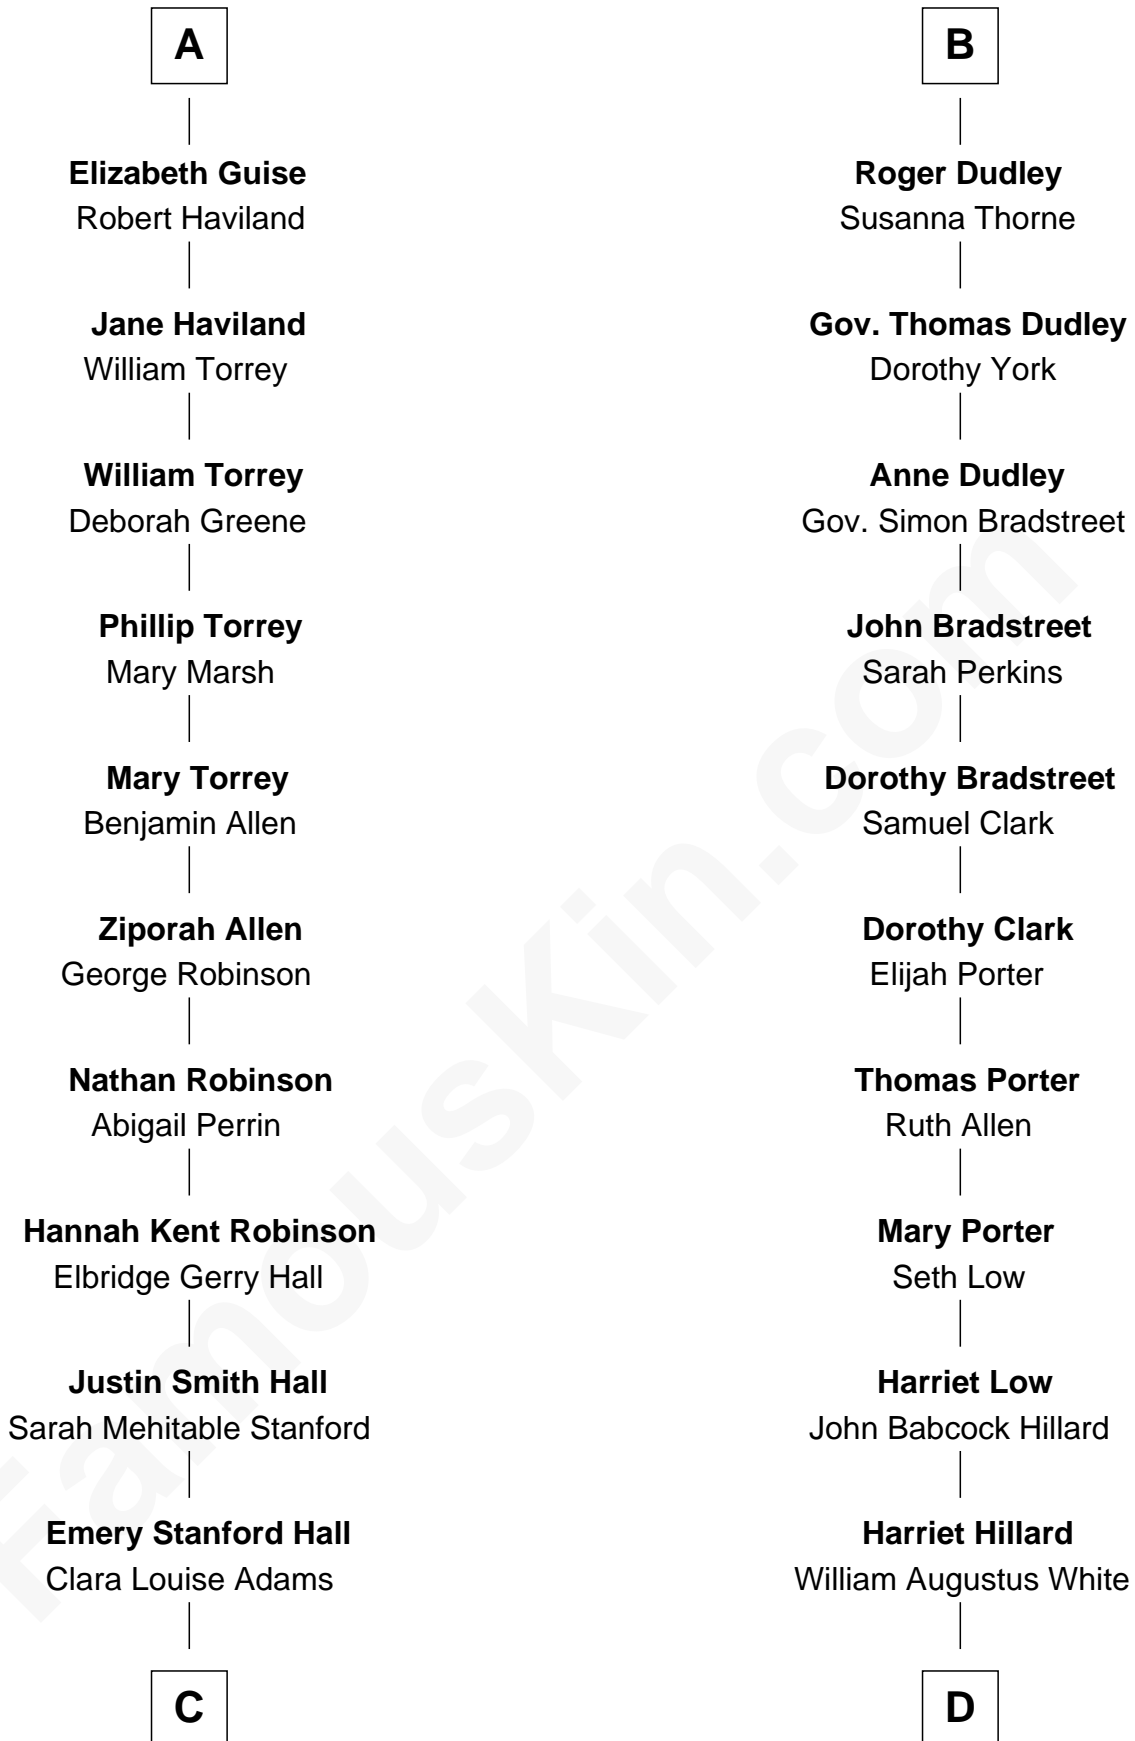 A
Elizabeth Guise
Robert Haviland
Jane Haviland
William Torrey
William Torrey
Deborah Greene
Phillip Torrey
Mary Marsh
Mary Torrey
Benjamin Allen
Ziporah Allen
George Robinson
Nathan Robinson
Abigail Perrin
Hannah Kent Robinson
Elbridge Gerry Hall
Justin Smith Hall
Sarah Mehitable Stanford
Emery Stanford Hall
Clara Louise Adams
C
B
Roger Dudley
Susanna Thorne
Gov. Thomas Dudley
Dorothy York
Anne Dudley
Gov. Simon Bradstreet
John Bradstreet
Sarah Perkins
Dorothy Bradstreet
Samuel Clark
Dorothy Clark
Elijah Porter
Thomas Porter
Ruth Allen
Mary Porter
Seth Low
Harriet Low
John Babcock Hillard
Harriet Hillard
William Augustus White
D
FamousKin.com